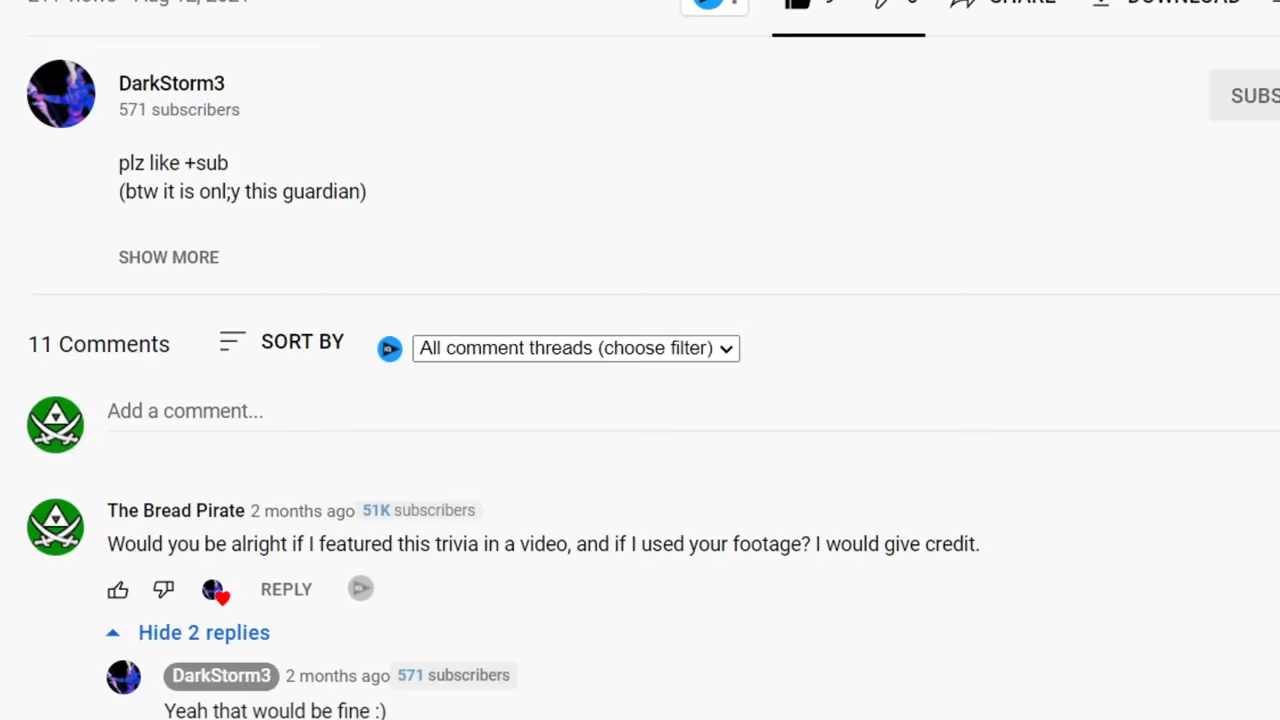 SHARE
DOWNLOAD
DarkStorm3
571 subscribers
SUBS
plz like +sub
(btw it is onl;y this guardian)
SHOW MORE
11 Comments
SORT BY
All comment threads (choose filter)
Add a comment...
The Bread Pirate 2 months ago 51K subscribers
Would you be alright if I featured this trivia in a video, and if I used your footage? I would give credit.
REPLY
Hide 2 replies
DarkStorm3 2 months ago 571 subscribers
Yeah that would be fine :)